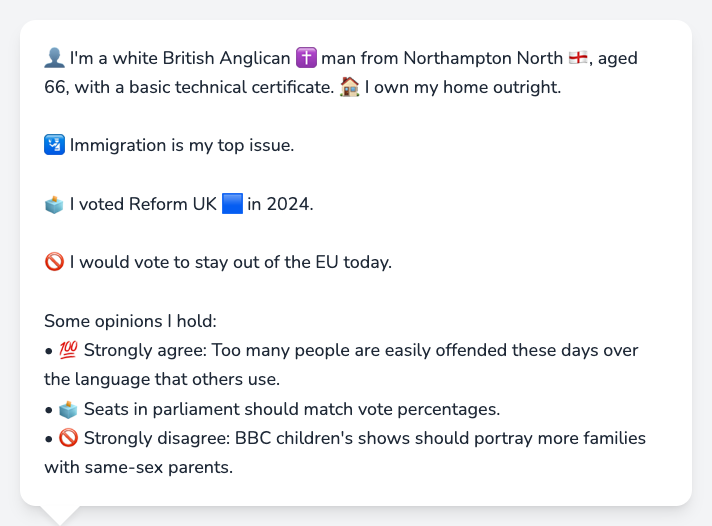 👤 I'm a white British Anglican ✝️ man from Northampton North 🏴󠁧󠁢󠁥󠁮󠁧󠁿, aged
66, with a basic technical certificate. 🏠 I own my home outright.
🛂 Immigration is my top issue.
🗳️ I voted Reform UK 🟦 in 2024.
🚫 I would vote to stay out of the EU today.
Some opinions I hold:
• 💯 Strongly agree: Too many people are easily offended these days over
the language that others use.
• 🗳️ Seats in parliament should match vote percentages.
• 🚫 Strongly disagree: BBC children's shows should portray more families
with same-sex parents.